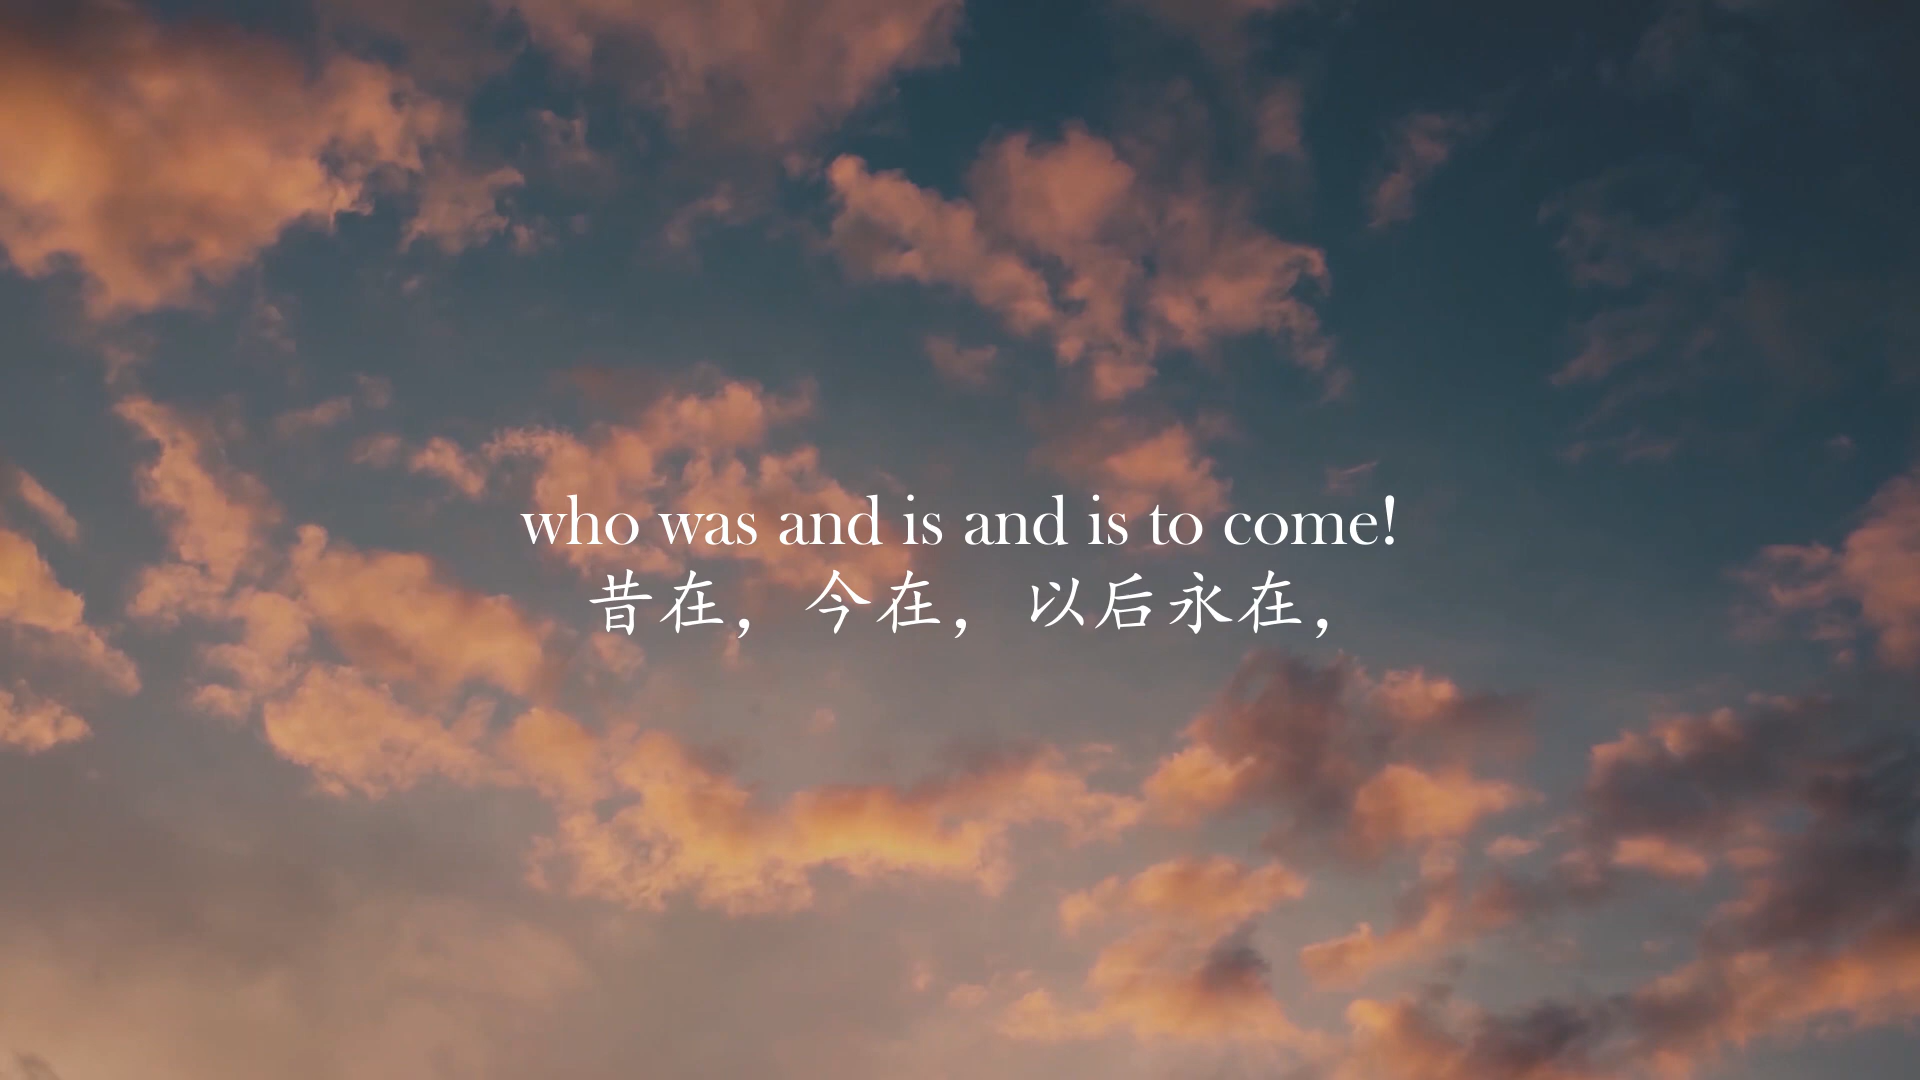 who was and is and is to come!
昔在，今在，以后永在，